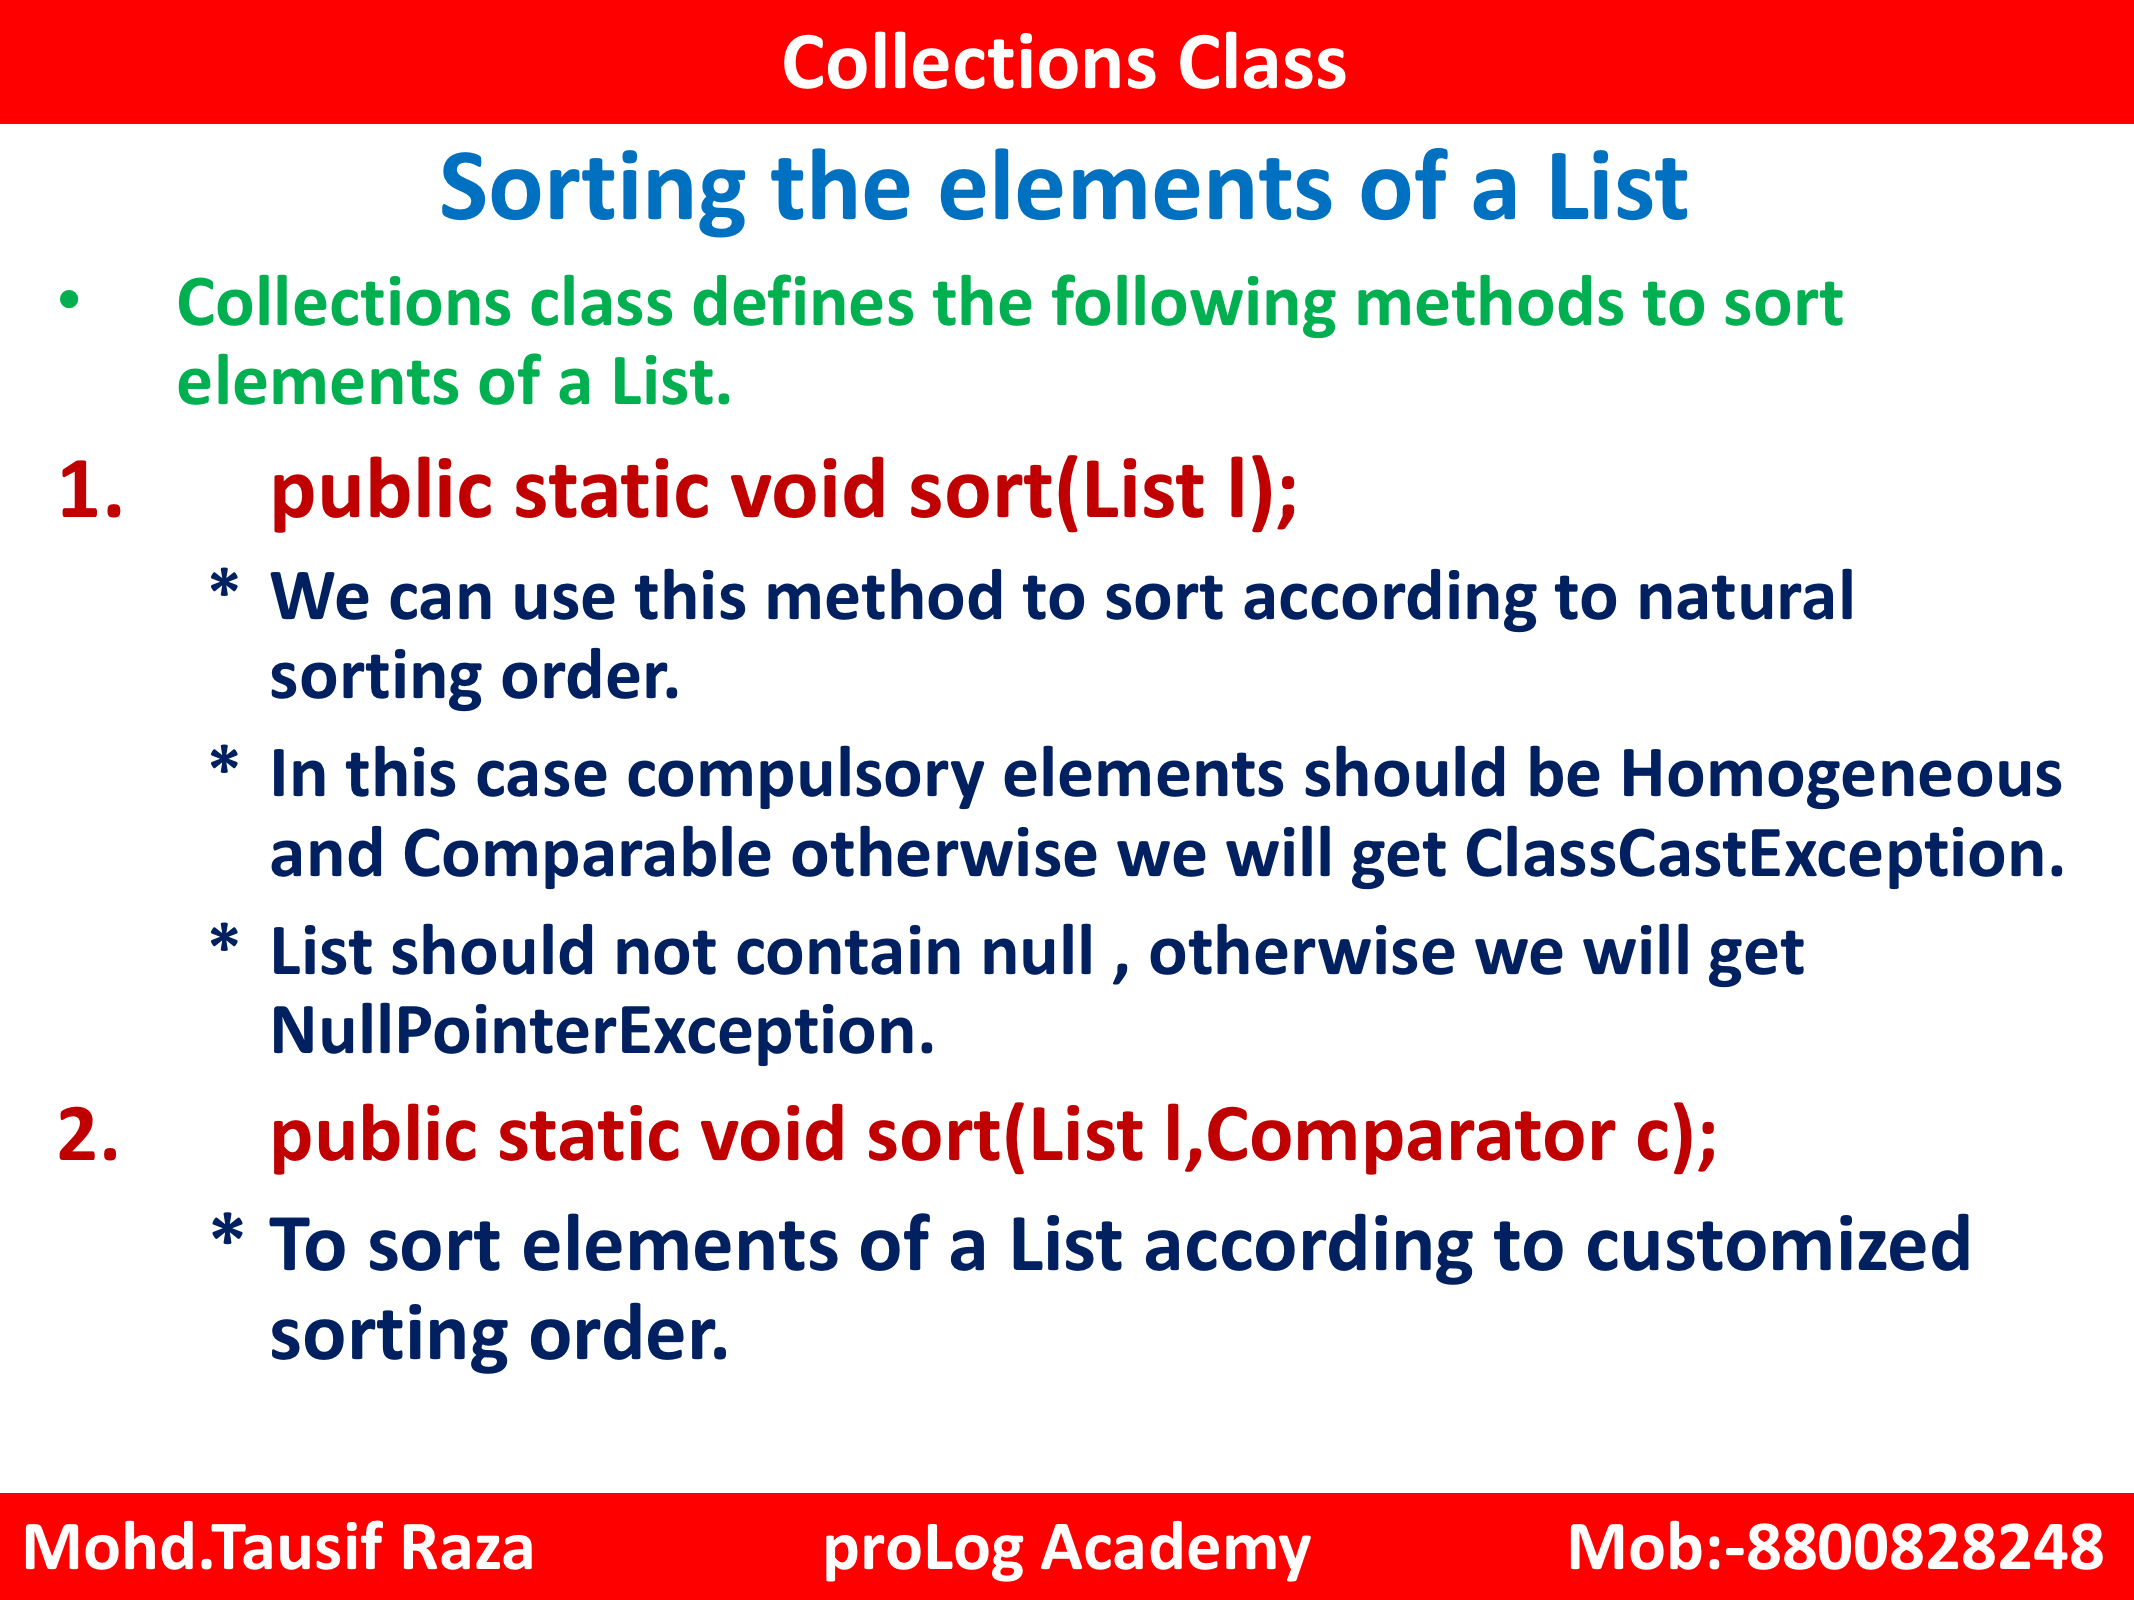 Collections Class
Sorting the elements of a List
• Collections class defines the following methods to sort
elements of a List.
1. public static void sort(List l);
* We can use this method to sort according to natural
sorting order.
* In this case compulsory elements should be Homogeneous
and Comparable otherwise we will get ClassCastException.
* List should not contain null , otherwise we will get
NullPointerException.
2. public static void sort(List l,Comparator c);
* To sort elements of a List according to customized
sorting order.
Mohd.Tausif Raza proLog Academy Mob:-8800828248